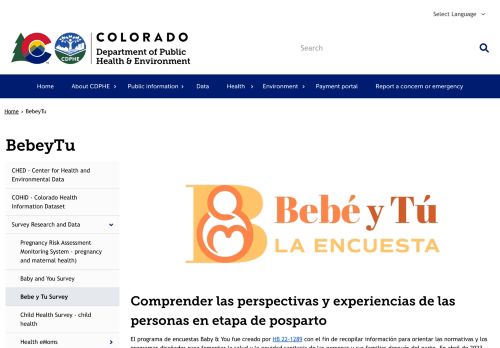 Select Language
COLORADO
Department of Public
Health & Environment
CDPHE
Search
Home
About CDPHE
Public information
Data
Health
Environment
Payment portal
Report a concern or emergency
Home › BebeyTu
BebeyTu
CHED - Center for Health and
Environmental Data
COHID - Colorado Health
Information Dataset
Survey Research and Data
Pregnancy Risk Assessment
Monitoring System - pregnancy
and maternal health)
Baby and You Survey
Bebe y Tu Survey
Child Health Survey - child
health
Health eMoms
Bebé y Tú
LA ENCUESTA
Comprender las perspectivas y experiencias de las
personas en etapa de posparto
El programa de encuestas Baby & You fue creado por HB 22-1289 con el fin de recopilar información para orientar las normativas y los